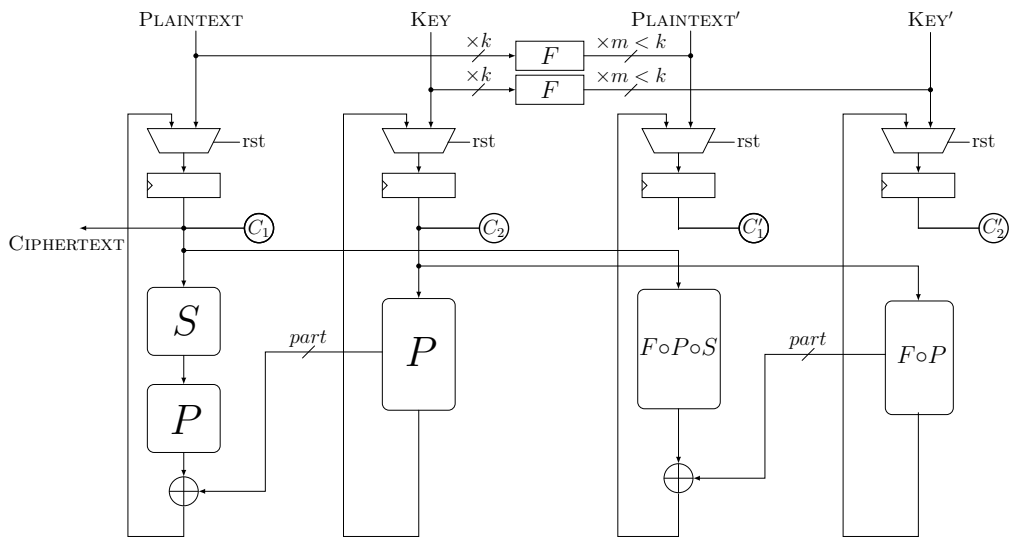 PLAINTEXT KEY PLAINTEXT′ KEY′
×k F ×m < k
×k F ×m < k
rst rst rst rst
C₁ C₂ C′₁ C′₂
CIPHERTEXT
S
part part
P F∘P∘S F∘P
P